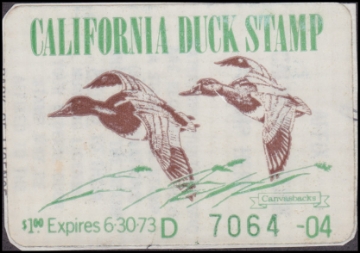 CALIFORNIA DUCK STAMP
Canvasbacks
$1.00 Expires 6-30-73 D 7064 -04